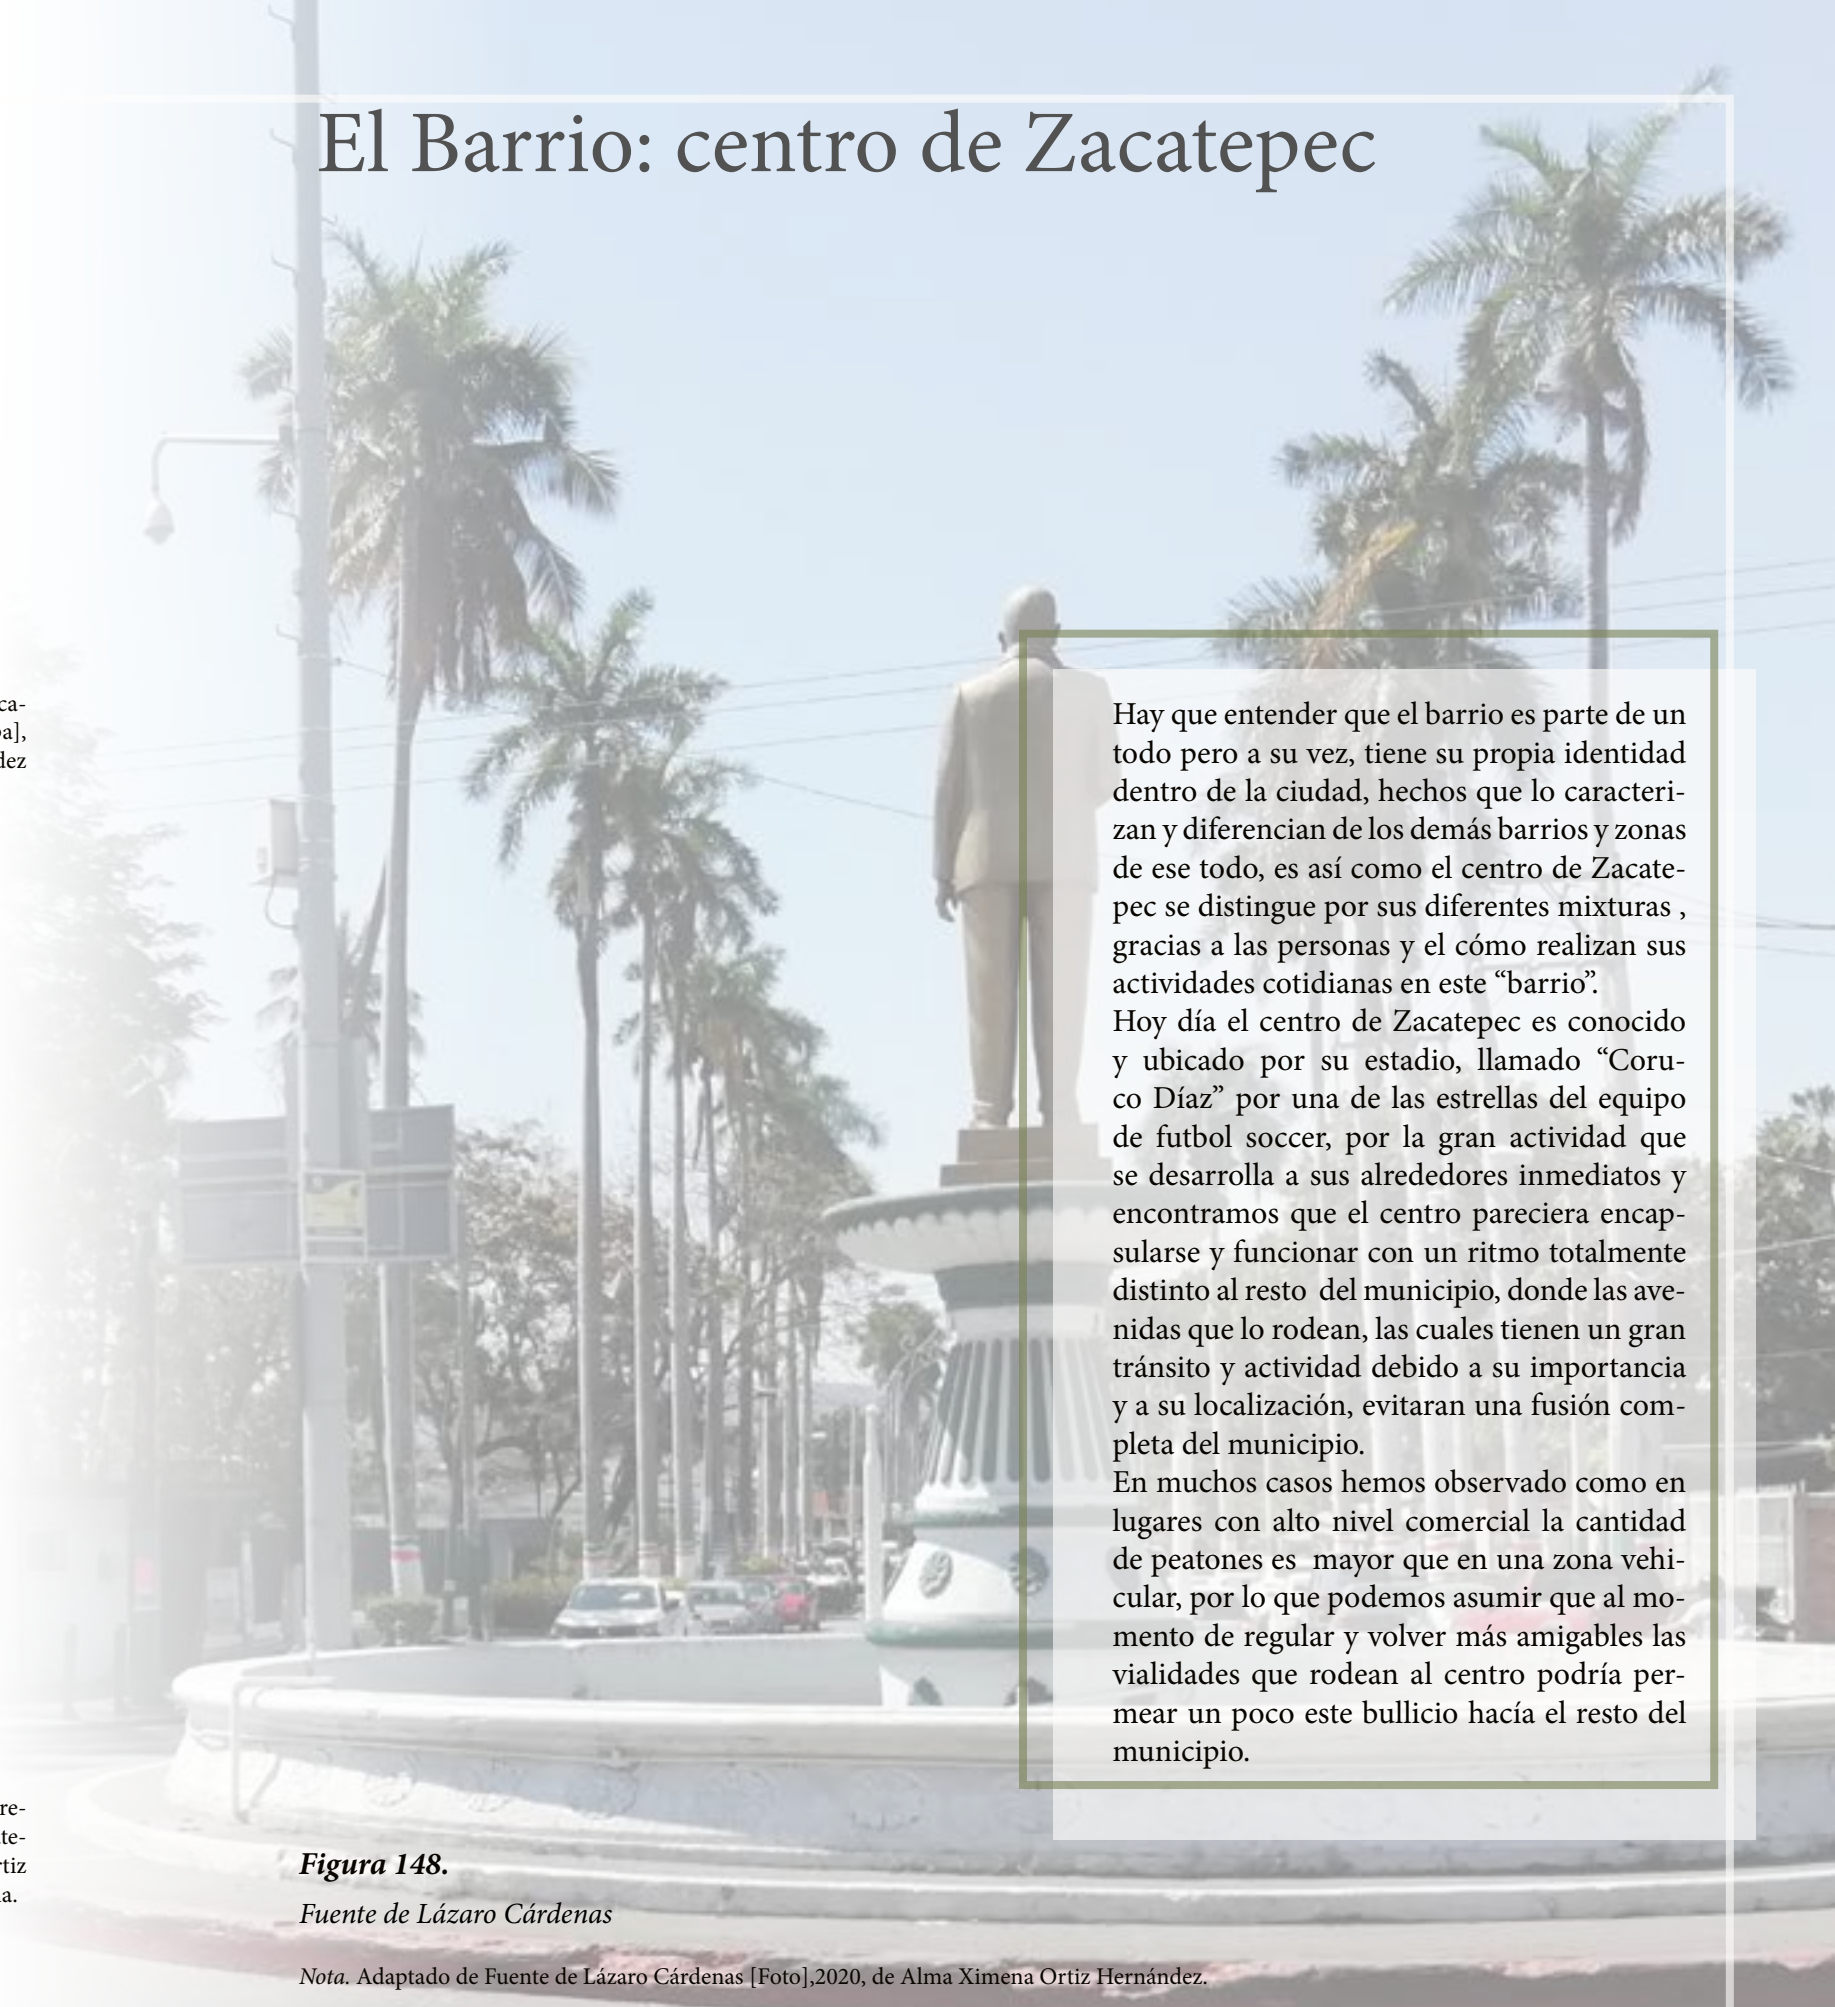 El Barrio: centro de Zacatepec
ca-
a],
dez
Hay que entender que el barrio es parte de un
todo pero a su vez, tiene su propia identidad
dentro de la ciudad, hechos que lo caracteri-
zan y diferencian de los demás barrios y zonas
de ese todo, es así como el centro de Zacate-
pec se distingue por sus diferentes mixturas ,
gracias a las personas y el cómo realizan sus
actividades cotidianas en este “barrio”.
Hoy día el centro de Zacatepec es conocido
y ubicado por su estadio, llamado “Coru-
co Díaz” por una de las estrellas del equipo
de futbol soccer, por la gran actividad que
se desarrolla a sus alrededores inmediatos y
encontramos que el centro pareciera encap-
sularse y funcionar con un ritmo totalmente
distinto al resto del municipio, donde las ave-
nidas que lo rodean, las cuales tienen un gran
tránsito y actividad debido a su importancia
y a su localización, evitaran una fusión com-
pleta del municipio.
En muchos casos hemos observado como en
lugares con alto nivel comercial la cantidad
de peatones es mayor que en una zona vehi-
cular, por lo que podemos asumir que al mo-
mento de regular y volver más amigables las
vialidades que rodean al centro podría per-
mear un poco este bullicio hacía el resto del
municipio.
re-
te-
rtiz
a.
Figura 148.
Fuente de Lázaro Cárdenas
Nota. Adaptado de Fuente de Lázaro Cárdenas [Foto],2020, de Alma Ximena Ortiz Hernández.